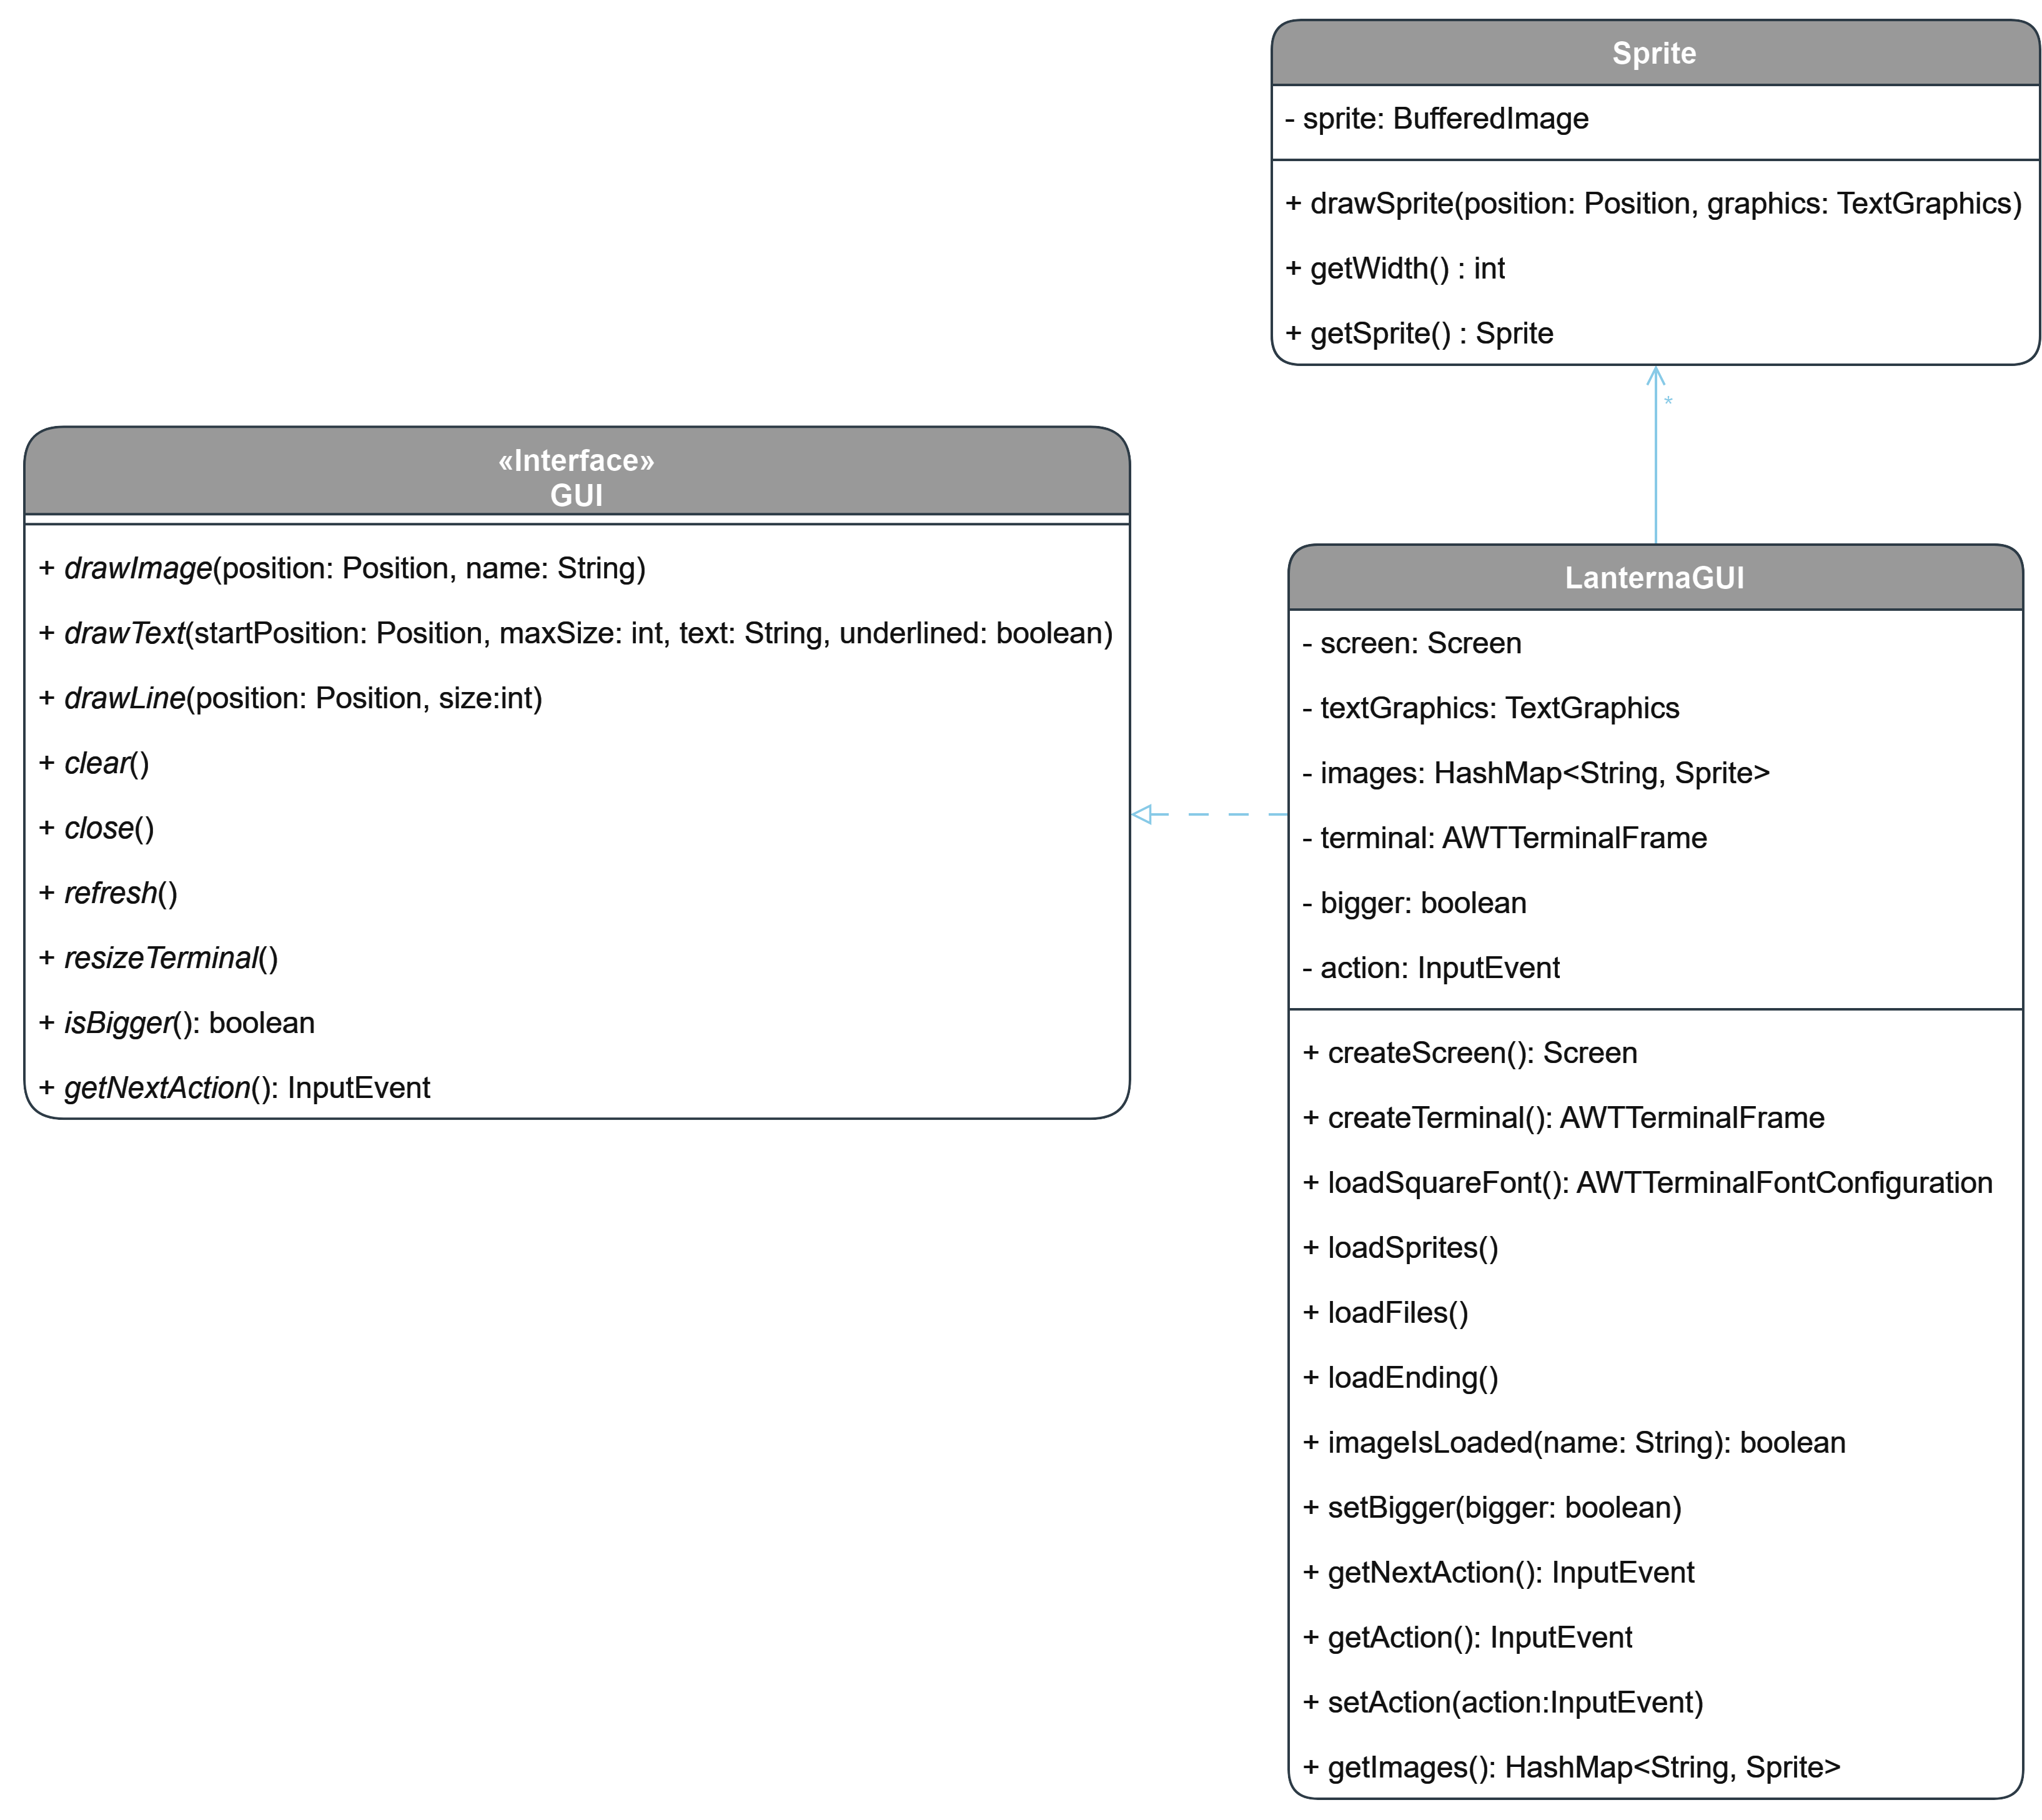 Sprite
- sprite: BufferedImage
+ drawSprite(position: Position, graphics: TextGraphics)
+ getWidth() : int
+ getSprite() : Sprite
*
«Interface»
GUI
+ drawImage(position: Position, name: String)
+ drawText(startPosition: Position, maxSize: int, text: String, underlined: boolean)
+ drawLine(position: Position, size:int)
+ clear()
+ close()
+ refresh()
+ resizeTerminal()
+ isBigger(): boolean
+ getNextAction(): InputEvent
LanternaGUI
- screen: Screen
- textGraphics: TextGraphics
- images: HashMap<String, Sprite>
- terminal: AWTTerminalFrame
- bigger: boolean
- action: InputEvent
+ createScreen(): Screen
+ createTerminal(): AWTTerminalFrame
+ loadSquareFont(): AWTTerminalFontConfiguration
+ loadSprites()
+ loadFiles()
+ loadEnding()
+ imageIsLoaded(name: String): boolean
+ setBigger(bigger: boolean)
+ getNextAction(): InputEvent
+ getAction(): InputEvent
+ setAction(action:InputEvent)
+ getImages(): HashMap<String, Sprite>